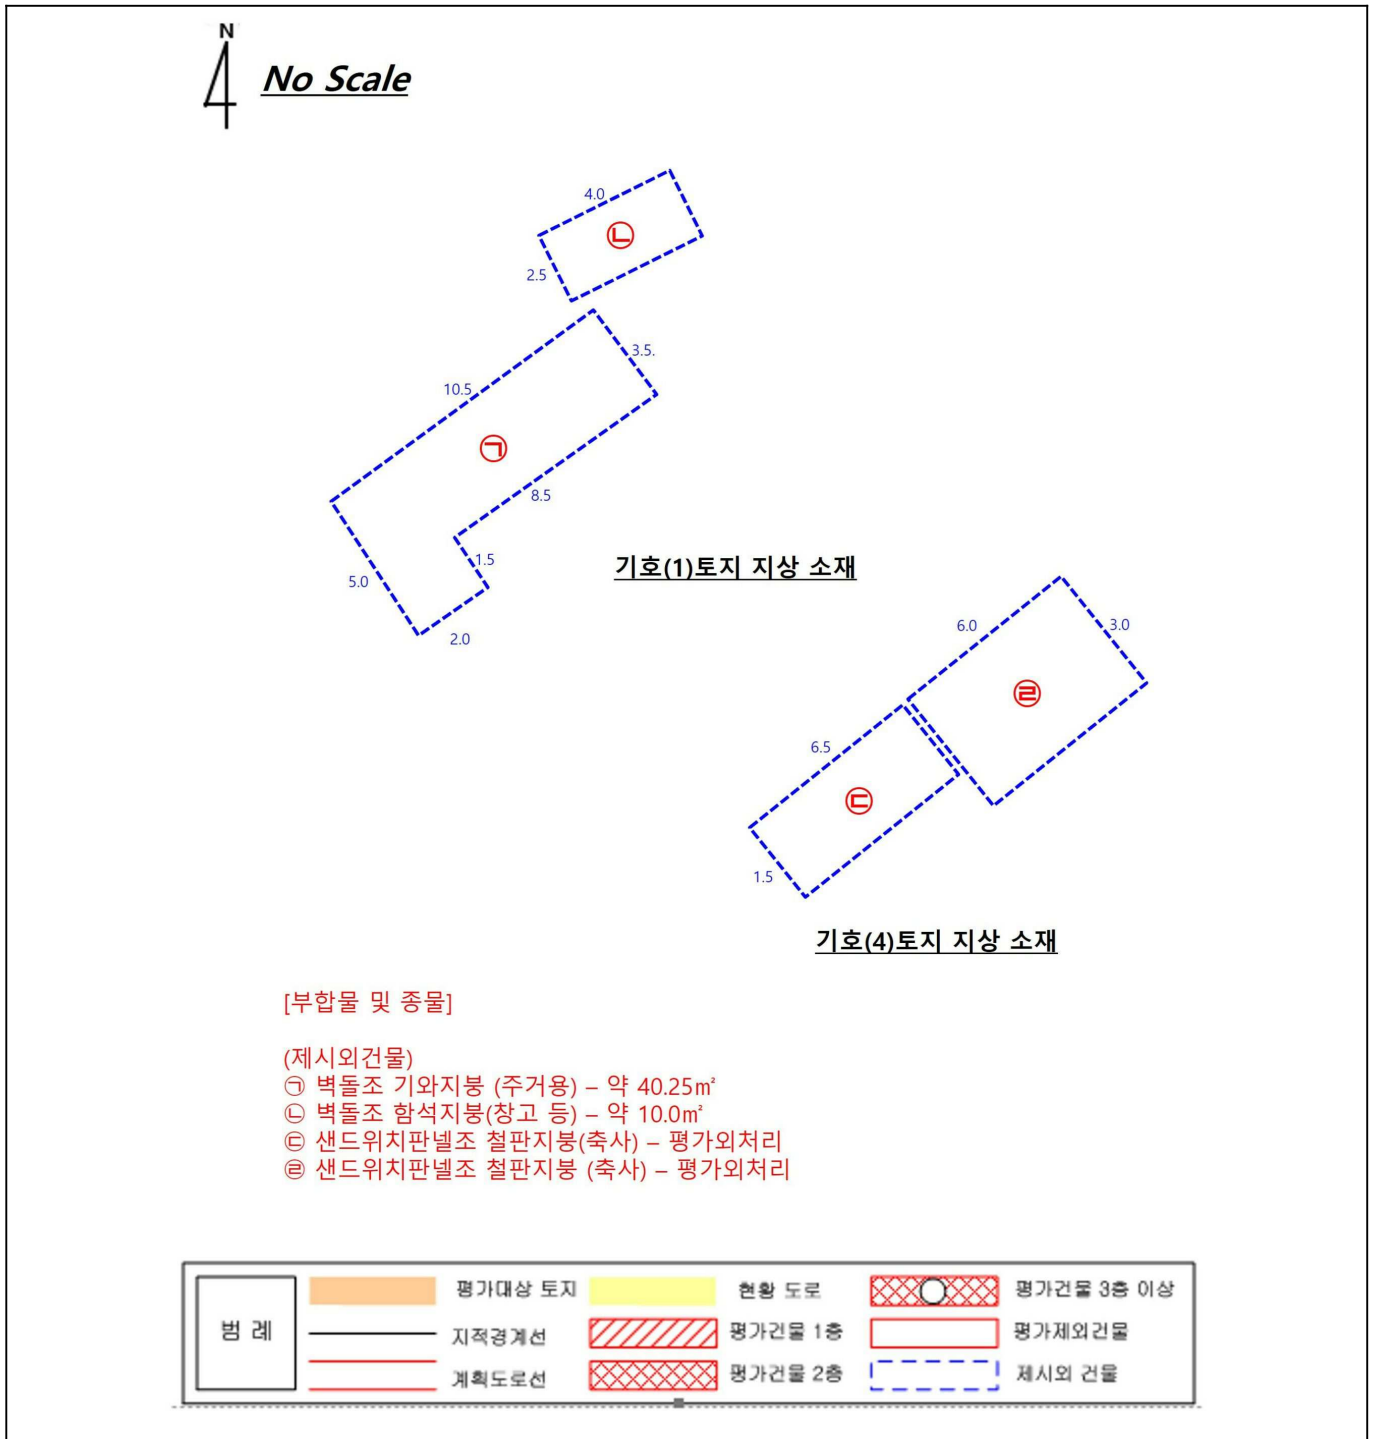 N
No Scale
4.0
㉡
2.5
3.5.
10.5
㉠
8.5
1.5
기호(1)토지 지상 소재
5.0
2.0
6.0
3.0
㉣
6.5
㉢
1.5
기호(4)토지 지상 소재
[부합물 및 종물]
(제시외건물)
㉠ 벽돌조 기와지붕 (주거용) – 약 40.25㎡
㉡ 벽돌조 함석지붕(창고 등) – 약 10.0㎡
㉢ 샌드위치판넬조 철판지붕(축사) – 평가외처리
㉣ 샌드위치판넬조 철판지붕 (축사) – 평가외처리
범 례
평가대상 토지
현황 도로
평가건물 3층 이상
지적경계선
평가건물 1층
평가제외건물
계획도로선
평가건물 2층
제시외 건물